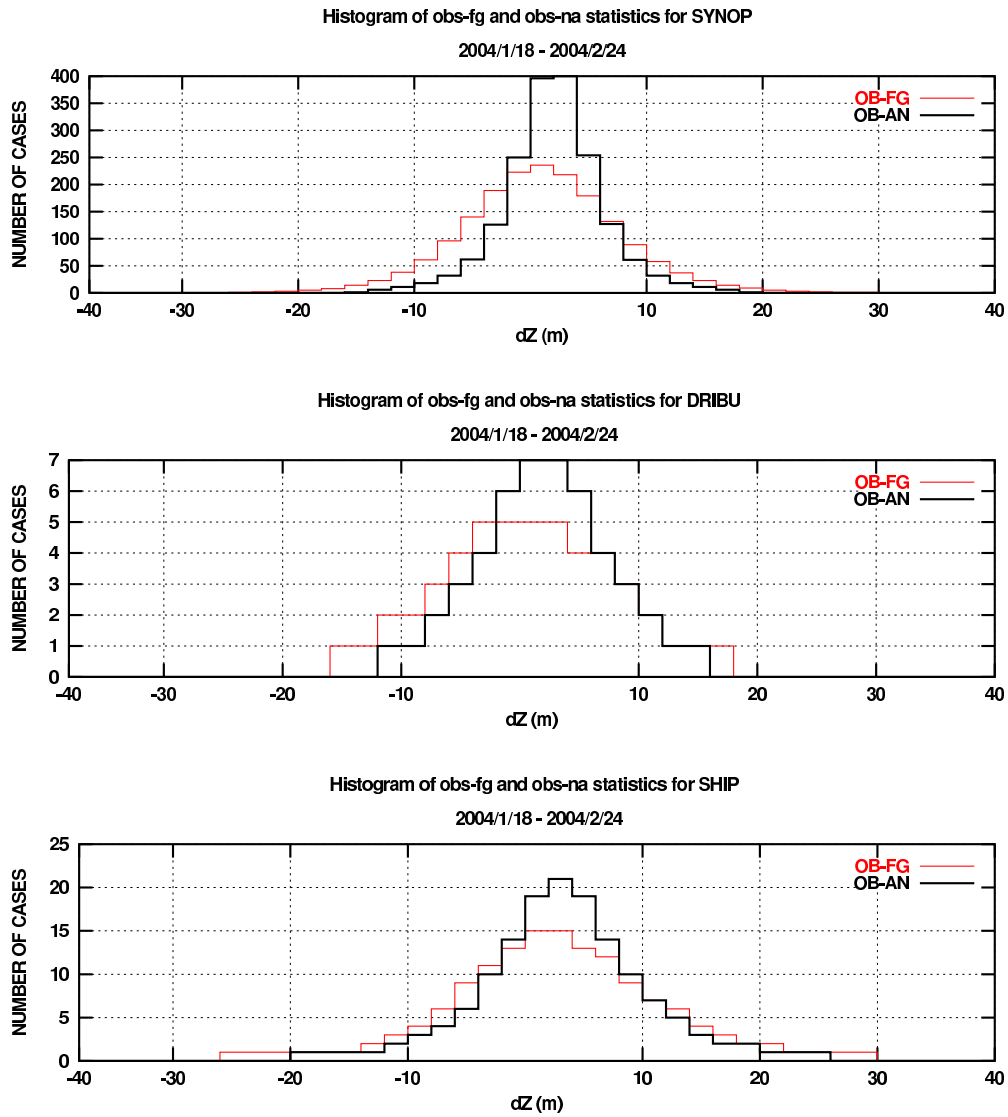 Histogram of obs-fg and obs-na statistics for SYNOP
2004/1/18 - 2004/2/24
400
350
300
250
200
150
100
50
0
NUMBER OF CASES
OB-FG
OB-AN
-40 -30 -20 -10 10 20 30 40
dZ (m)
Histogram of obs-fg and obs-na statistics for DRIBU
2004/1/18 - 2004/2/24
7
6
5
4
3
2
1
0
NUMBER OF CASES
OB-FG
OB-AN
-40 -30 -20 -10 10 20 30 40
dZ (m)
Histogram of obs-fg and obs-na statistics for SHIP
2004/1/18 - 2004/2/24
25
20
15
10
5
0
NUMBER OF CASES
OB-FG
OB-AN
-40 -30 -20 -10 10 20 30 40
dZ (m)